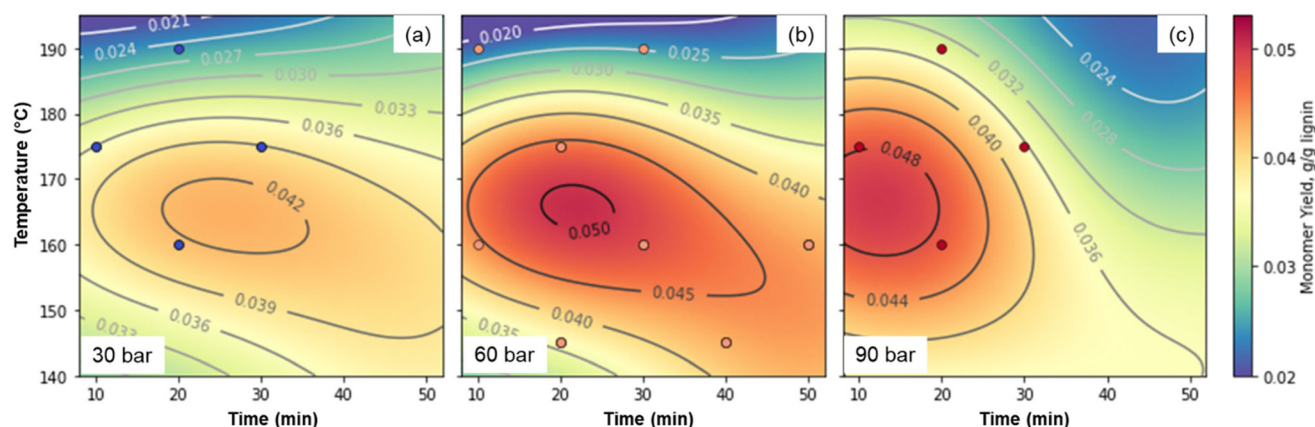 (a)
(b)
(c)
0.021
0.024
0.027
0.030
0.033
0.036
0.042
0.039
0.036
0.033
30 bar
0.020
0.025
0.030
0.035
0.040
0.050
0.045
0.040
0.035
60 bar
0.024
0.032
0.028
0.040
0.048
0.036
0.044
90 bar
190
180
170
160
150
140
Temperature (°C)
10 20 30 40 50
10 20 30 40 50
10 20 30 40 50
Time (min)
Time (min)
Time (min)
0.05
0.04
0.03
0.02
Monomer Yield, g/g lignin